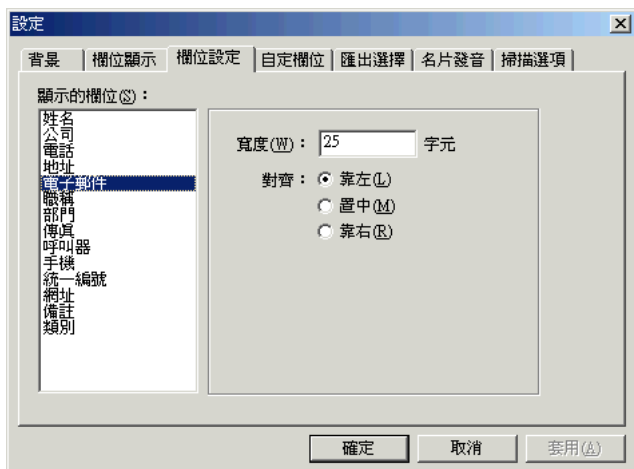 設定
背景 欄位顯示 欄位設定 自定欄位 匯出選擇 名片發音 掃描選項
顯示的欄位(S)：
姓名
公司
電話
地址
電子郵件
職稱
部門
傳真
呼叫器
手機
統一編號
網址
備註
類別
寬度(W)： 25 字元
對齊： 靠左(L)
置中(M)
靠右(R)
確定 取消 套用(A)